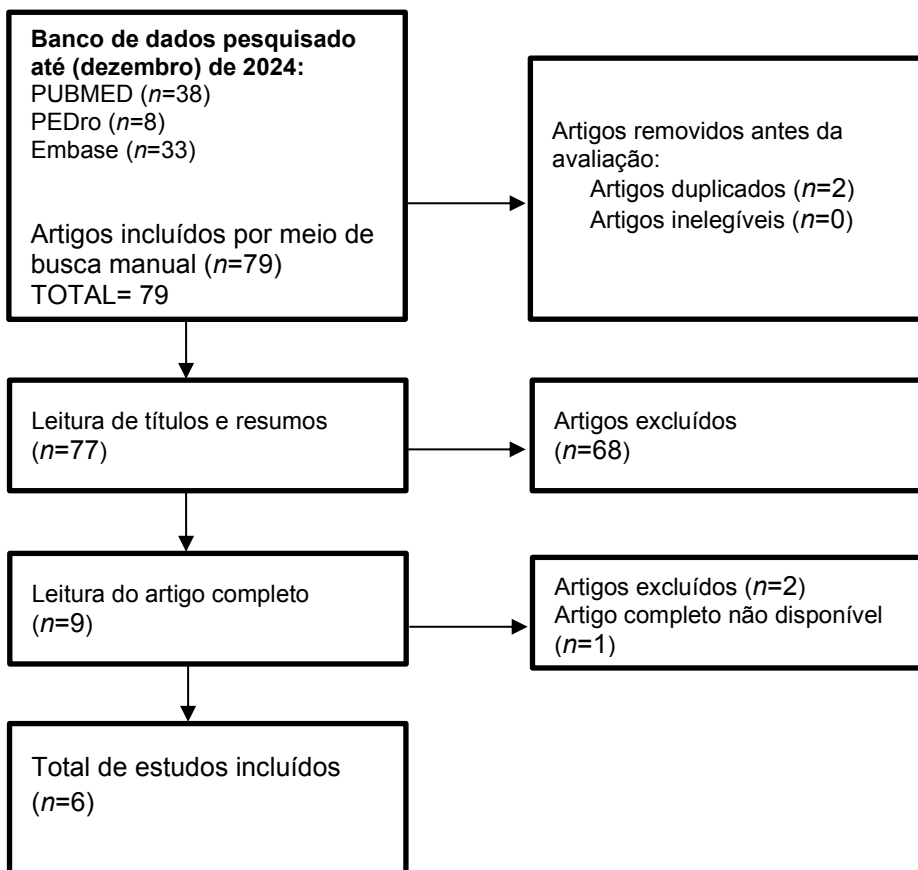 Banco de dados pesquisado
até (dezembro) de 2024:
PUBMED (n=38)
PEDro (n=8)
Embase (n=33)
Artigos incluídos por meio de
busca manual (n=79)
TOTAL= 79
Artigos removidos antes da
avaliação:
Artigos duplicados (n=2)
Artigos inelegíveis (n=0)
Leitura de títulos e resumos
(n=77)
Artigos excluídos
(n=68)
Leitura do artigo completo
(n=9)
Artigos excluídos (n=2)
Artigo completo não disponível
(n=1)
Total de estudos incluídos
(n=6)